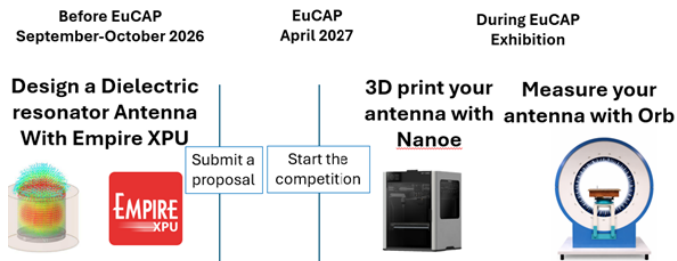 Before EuCAP
September-October 2026
EuCAP
April 2027
During EuCAP
Exhibition
Design a Dielectric
resonator Antenna
With Empire XPU
3D print your
antenna with
Nanoe
Measure your
antenna with Orb
Submit a
proposal
Start the
competition
EMPIRE
XPU